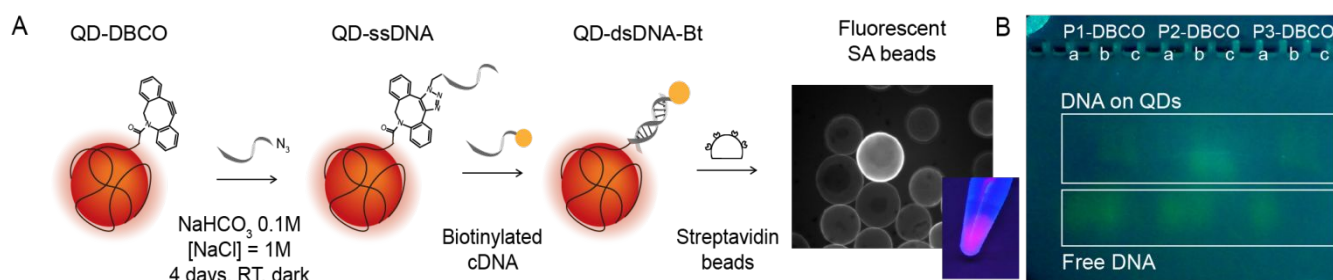 A
QD-DBCO
QD-ssDNA
QD-dsDNA-Bt
Fluorescent
SA beads
B
P1-DBCO P2-DBCO P3-DBCO
a b c a b c a b c
DNA on QDs
Free DNA
N
O
N₃
NaHCO₃ 0.1M
[NaCl] = 1M
4 days, RT, dark
N
O
N
N
N
Biotinylated
cDNA
Streptavidin
beads